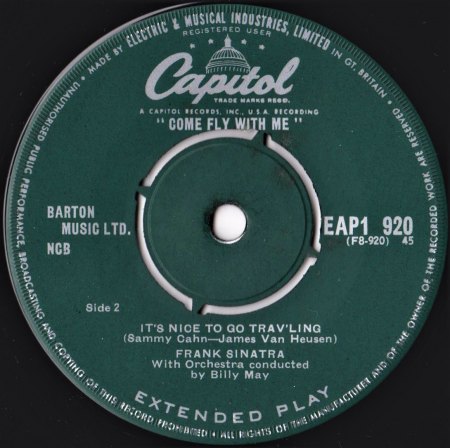 MADE BY ELECTRIC & MUSICAL INDUSTRIES, LIMITED IN GT. BRITAIN •
REGISTERED USER
Capitol
TRADE MARKS REGD.
A CAPITOL RECORDS, INC., U.S.A. RECORDING
"COME FLY WITH ME"
BARTON
MUSIC LTD.
NCB
EAP1 920
(F8-920) 45
Side 2
IT'S NICE TO GO TRAV'LING
(Sammy Cahn—James Van Heusen)
FRANK SINATRA
With Orchestra conducted
by Billy May
EXTENDED PLAY
UNAUTHORISED PUBLIC PERFORMANCE, BROADCASTING AND COPYING OF THIS RECORD PROHIBITED • ALL RIGHTS OF THE MANUFACTURER AND OF THE OWNER OF THE RECORDED WORK ARE RESERVED